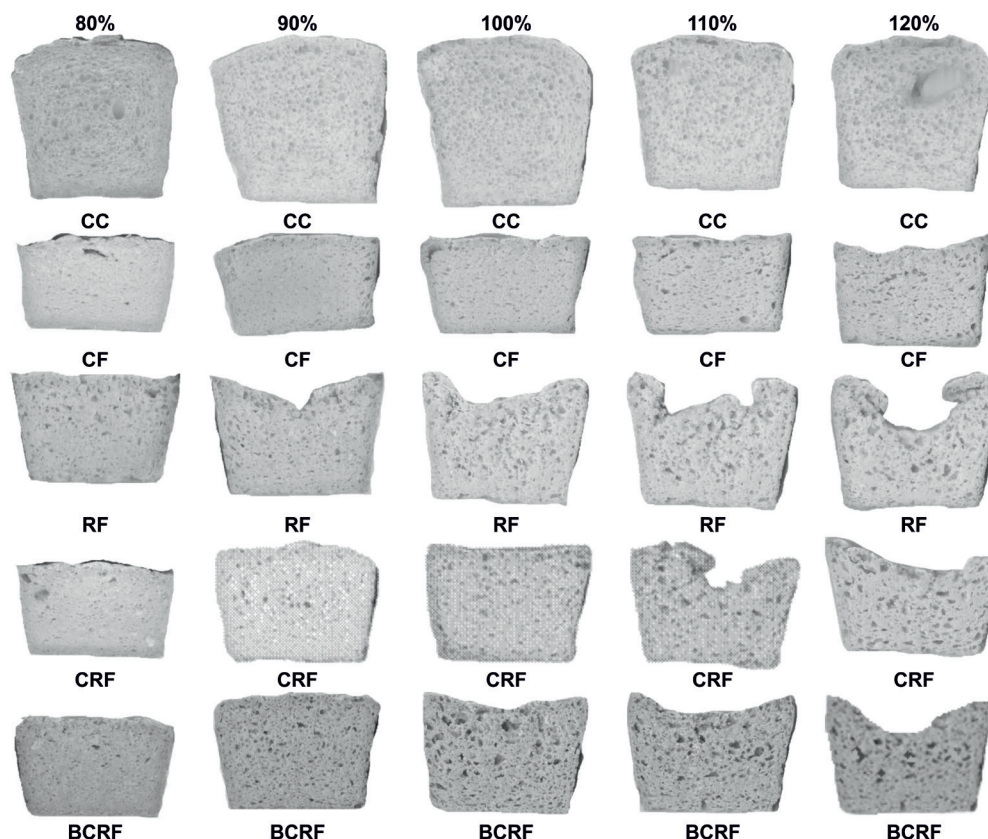 80% 90% 100% 110% 120%
CC CC CC CC CC
CF CF CF CF CF
RF RF RF RF RF
CRF CRF CRF CRF CRF
BCRF BCRF BCRF BCRF BCRF